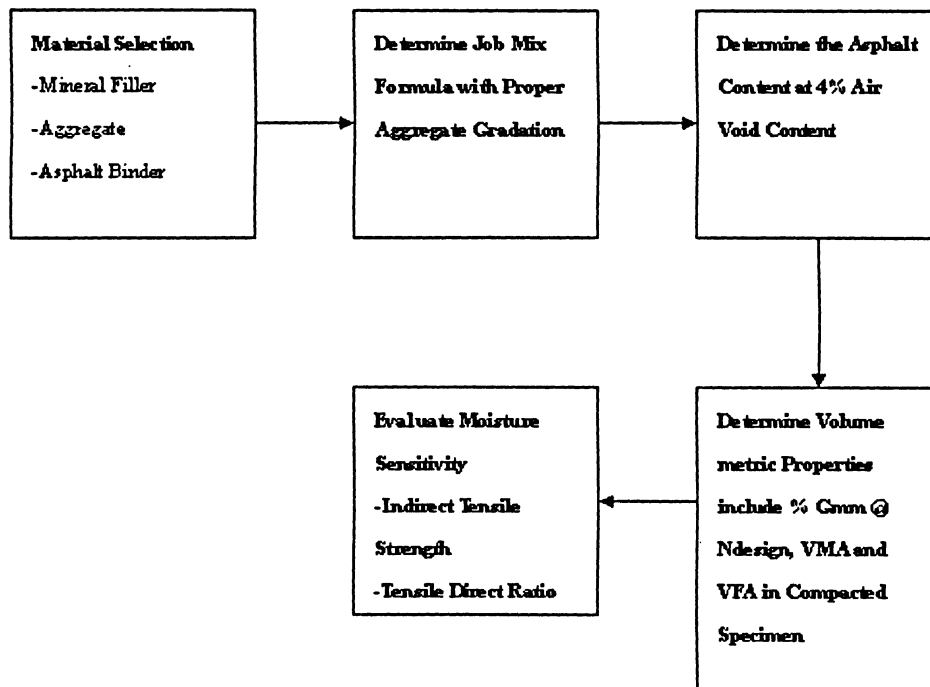 Material Selection
-Mineral Filler
-Aggregate
-Asphalt Binder
Determine Job Mix
Formula with Proper
Aggregate Gradation
Determine the Asphalt
Content at 4% Air
Void Content
Determine Volume
metric Properties
include % Gmm @
Ndesign, VMA and
VFA in Compacted
Specimen
Evaluate Moisture
Sensitivity
-Indirect Tensile
Strength
-Tensile Direct Ratio